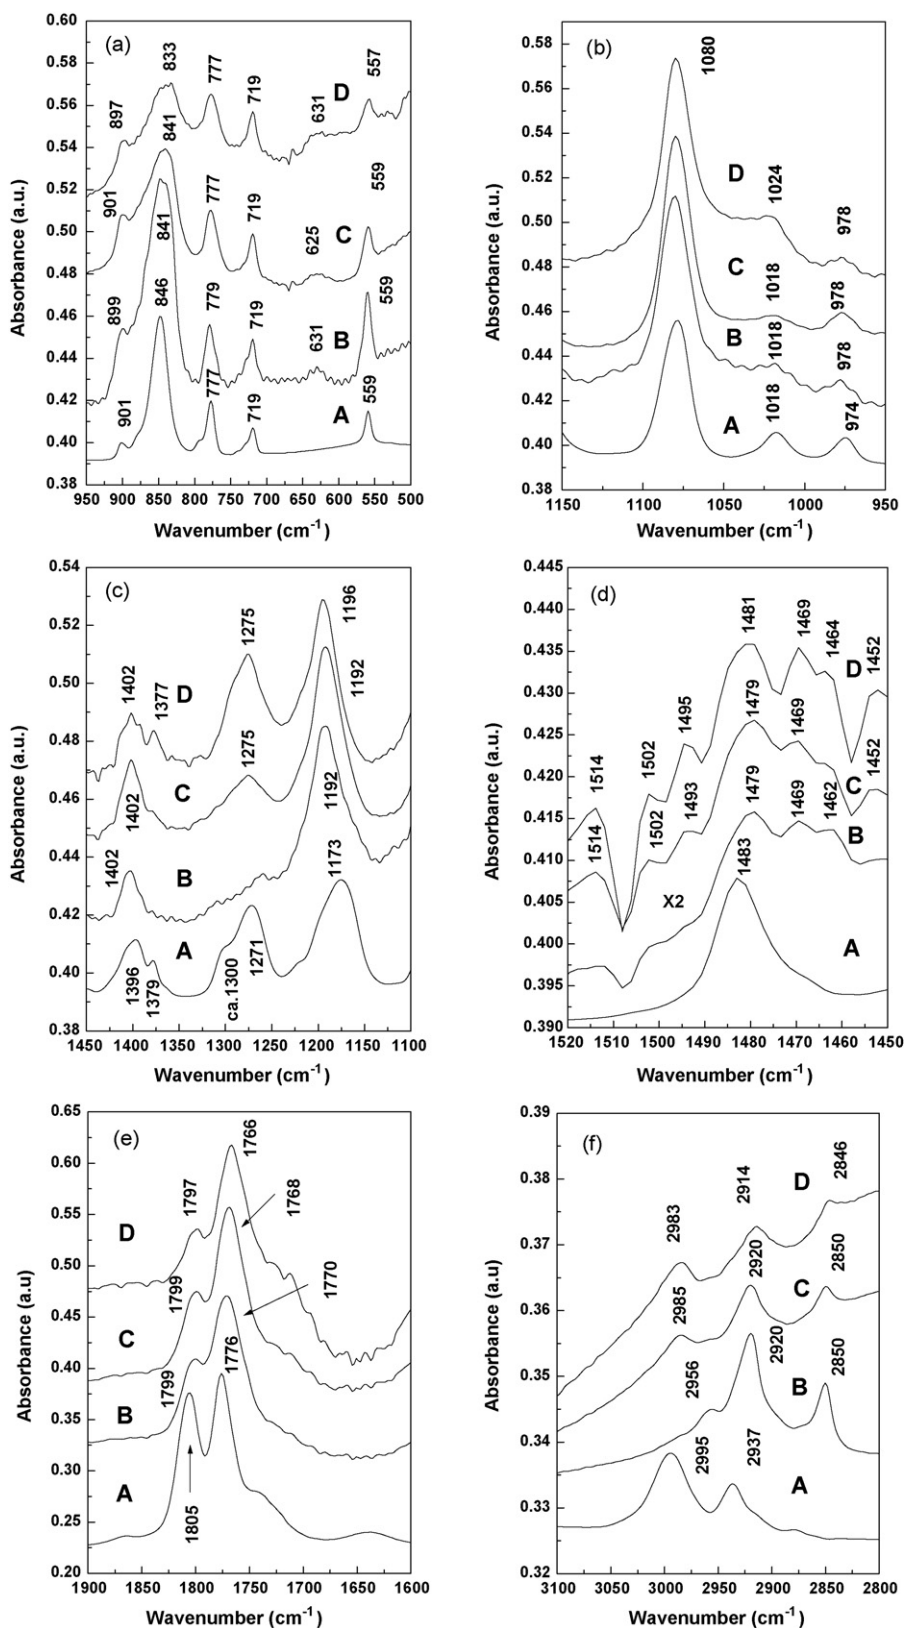 (a)
833
777
719
631
557
D
897
841
777
719
625
559
C
901
841
779
719
631
559
B
899
846
777
719
559
A
901
0.60
0.58
0.56
0.54
0.52
0.50
0.48
0.46
0.44
0.42
0.40
0.38
950 900 850 800 750 700 650 600 550 500
Absorbance (a.u.)
Wavenumber (cm-1)
(b)
1080
D
1024
978
C
1018
978
B
1018
978
A
1018
974
0.58
0.54
0.50
0.46
0.42
0.40
0.38
1150 1100 1050 1000 950
Absorbance (a.u.)
Wavenumber (cm-1)
(c)
1196
1275
1402
1377
D
1192
1275
C
1402
1192
1402
B
1173
A
1396
1379
ca.1300
1271
0.54
0.52
0.50
0.48
0.46
0.44
0.42
0.40
0.38
1450 1400 1350 1300 1250 1200 1150 1100
Absorbance (a.u.)
Wavenumber (cm-1)
(d)
1481
1469
1464
1452
D
1495
1502
1514
1479
1469
C
1452
1493
1502
1514
1479
1469
1462
B
X2
1483
A
0.445
0.440
0.435
0.430
0.425
0.420
0.415
0.410
0.405
0.400
0.395
0.390
1520 1510 1500 1490 1480 1470 1460 1450
Absorbance (a.u.)
Wavenumber (cm-1)
(e)
1766
1797
1768
D
1799
1770
C
1776
1799
B
A
1805
0.65
0.60
0.55
0.50
0.45
0.40
0.35
0.30
0.25
0.20
1900 1800 1700 1600
Absorbance (a.u)
Wavenumber (cm-1)
(f)
2983
2914
D
2846
2985
2920
C
2850
2956
2920
2850
B
2995
2937
A
0.39
0.38
0.37
0.36
0.35
0.34
0.33
0.32
3100 3000 2950 2900 2850 2800
Absorbance (a.u)
Wavenumber (cm-1)